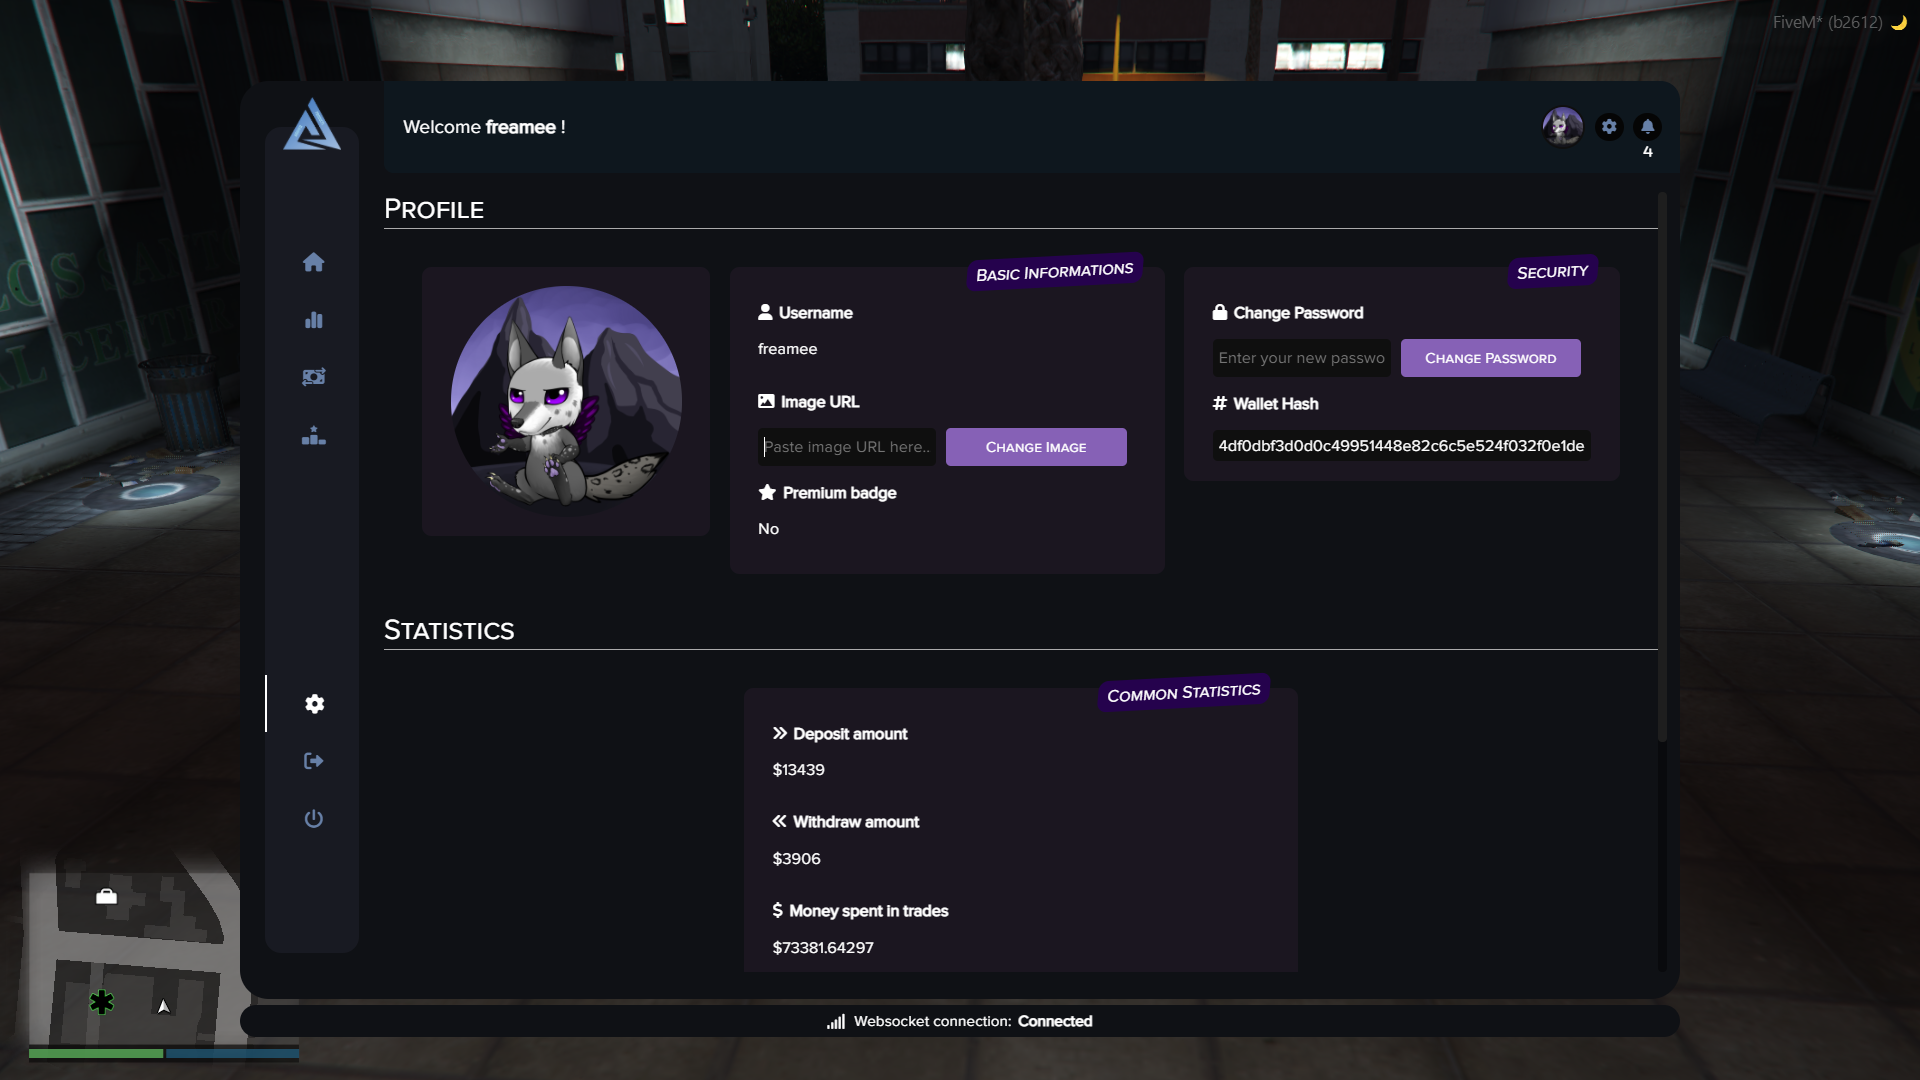 FiveM* (b2612)
Welcome freamee !
4
PROFILE
BASIC INFORMATIONS
Username
freamee
Image URL
Paste image URL here..
CHANGE IMAGE
Premium badge
No
SECURITY
Change Password
Enter your new passwo
CHANGE PASSWORD
# Wallet Hash
4df0dbf3d0d0c49951448e82c6c5e524f032f0e1de
STATISTICS
COMMON STATISTICS
Deposit amount
$13439
Withdraw amount
$3906
$ Money spent in trades
$73381.64297
Websocket connection: Connected